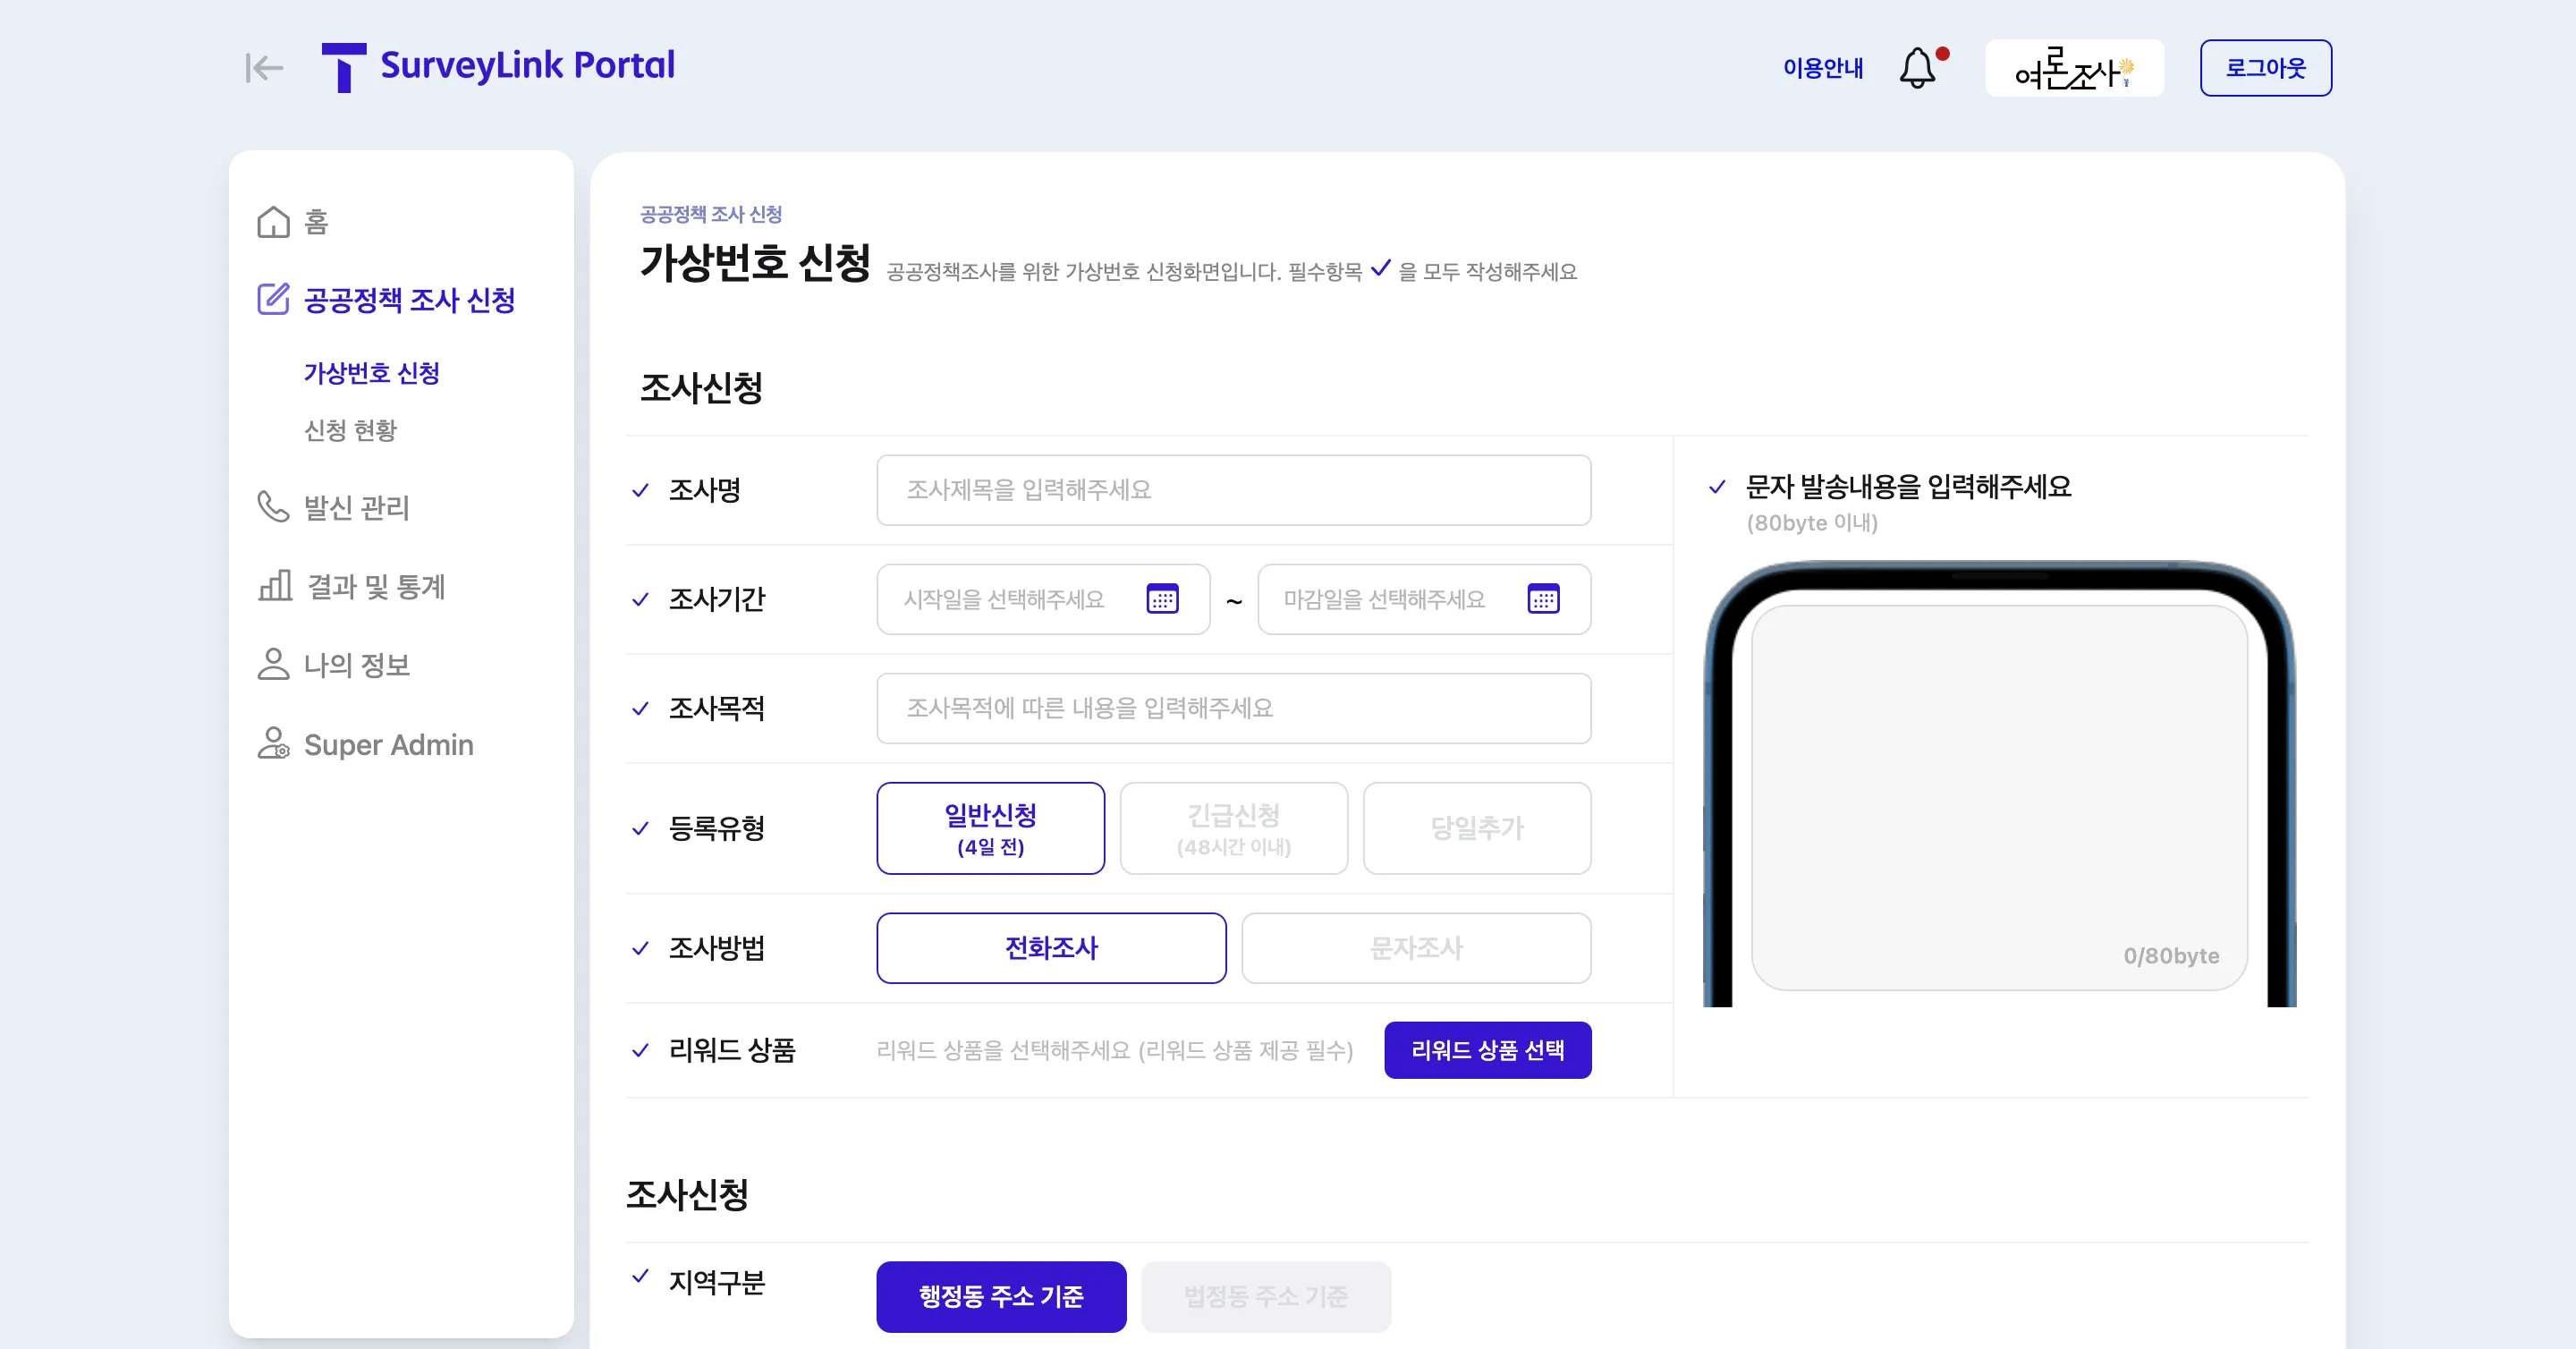 SurveyLink Portal
이용안내
여론조사
로그아웃
홈
공공정책 조사 신청
가상번호 신청
신청 현황
발신 관리
결과 및 통계
나의 정보
Super Admin
공공정책 조사 신청
가상번호 신청 공공정책조사를 위한 가상번호 신청화면입니다. 필수항목 ✓ 을 모두 작성해주세요
조사신청
조사명 조사제목을 입력해주세요
조사기간 시작일을 선택해주세요 ~ 마감일을 선택해주세요
조사목적 조사목적에 따른 내용을 입력해주세요
등록유형
일반신청
(4일 전)
긴급신청
(48시간 이내)
당일추가
조사방법 전화조사 문자조사
리워드 상품 리워드 상품을 선택해주세요 (리워드 상품 제공 필수) 리워드 상품 선택
문자 발송내용을 입력해주세요
(80byte 이내)
0/80byte
조사신청
지역구분 행정동 주소 기준 법정동 주소 기준